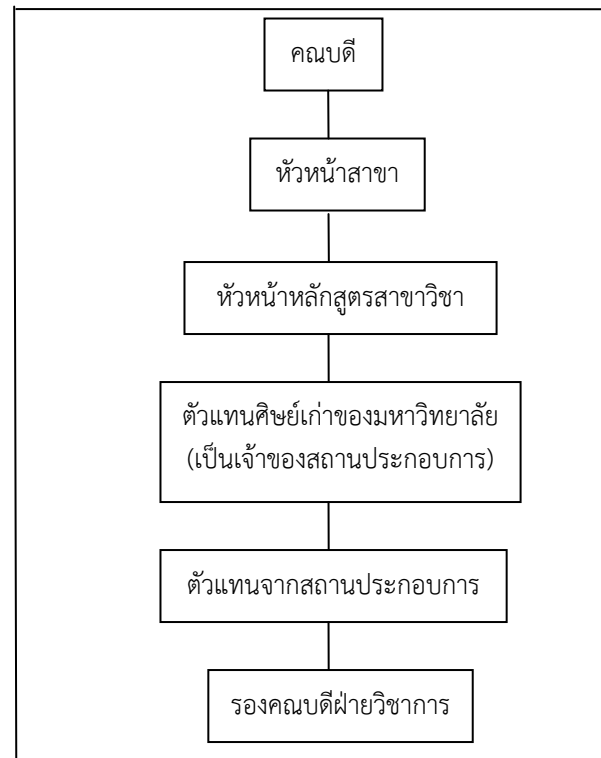 คณบดี
หัวหน้าสาขา
หัวหน้าหลักสูตรสาขาวิชา
ตัวแทนศิษย์เก่าของมหาวิทยาลัย
(เป็นเจ้าของสถานประกอบการ)
ตัวแทนจากสถานประกอบการ
รองคณบดีฝ่ายวิชาการ